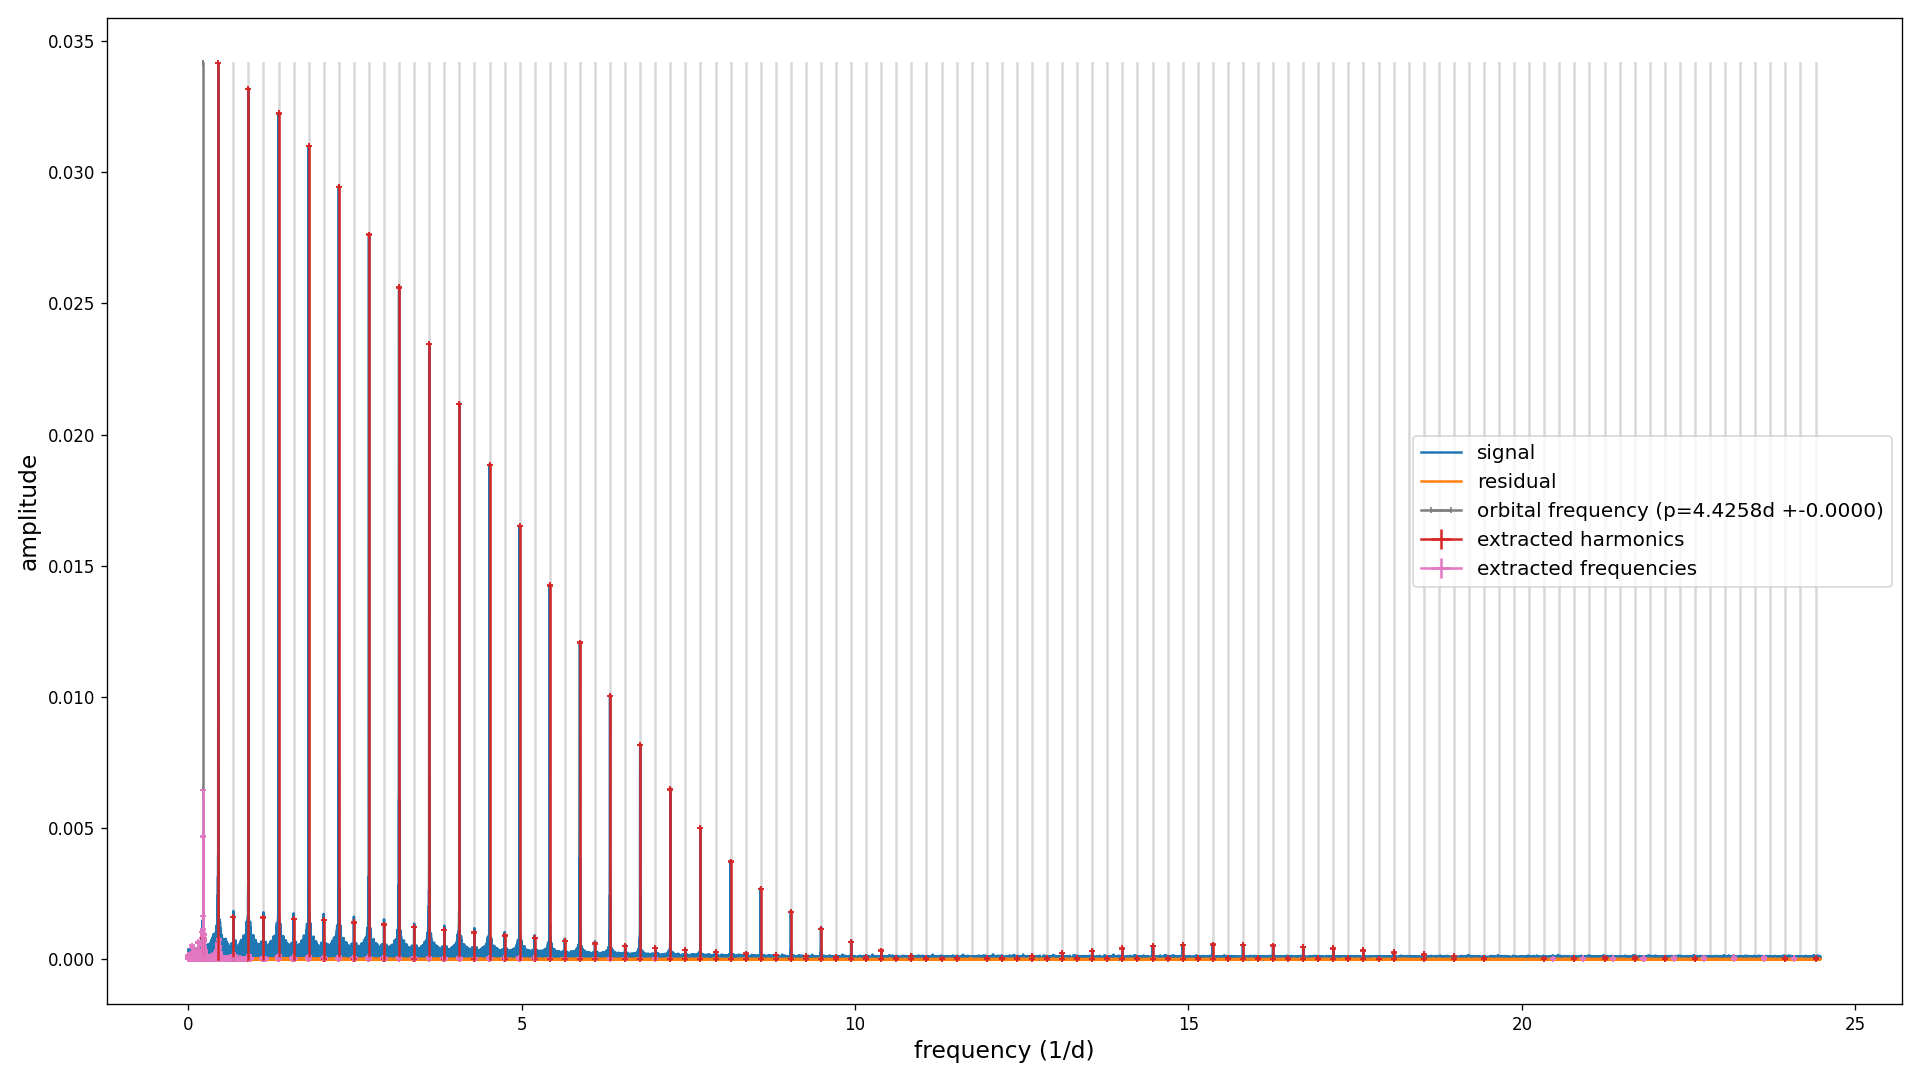 0.035
0.030
0.025
0.020
0.015
0.010
0.005
0.000
amplitude
signal
residual
orbital frequency (p=4.4258d +-0.0000)
extracted harmonics
extracted frequencies
0 5 10 15 20 25
frequency (1/d)